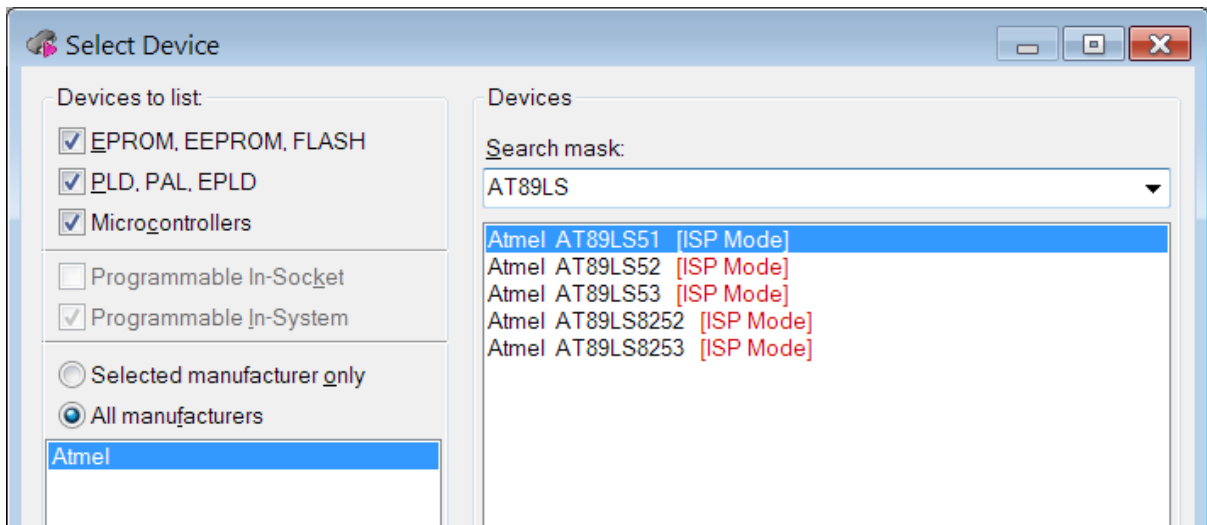 Select Device
Devices to list:
EPROM, EEPROM, FLASH
PLD, PAL, EPLD
Microcontrollers
Programmable In-Socket
Programmable In-System
Selected manufacturer only
All manufacturers
Atmel
Devices
Search mask:
AT89LS
Atmel AT89LS51 [ISP Mode]
Atmel AT89LS52 [ISP Mode]
Atmel AT89LS53 [ISP Mode]
Atmel AT89LS8252 [ISP Mode]
Atmel AT89LS8253 [ISP Mode]